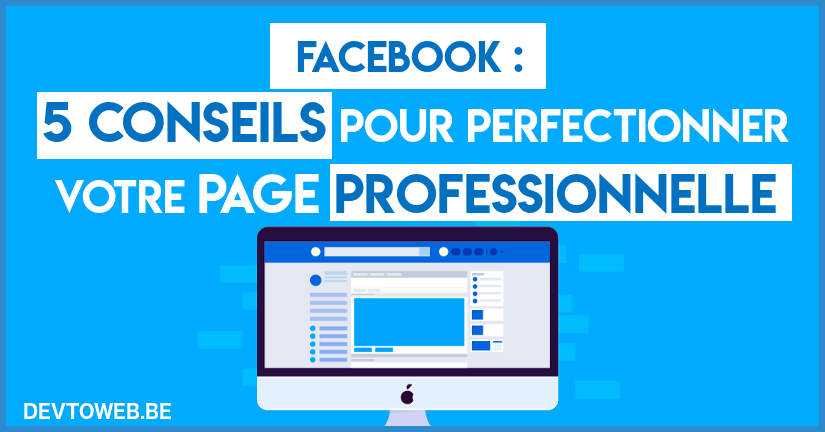 FACEBOOK :
5 CONSEILS POUR PERFECTIONNER
VOTRE PAGE PROFESSIONNELLE
DEVTOWEB.BE